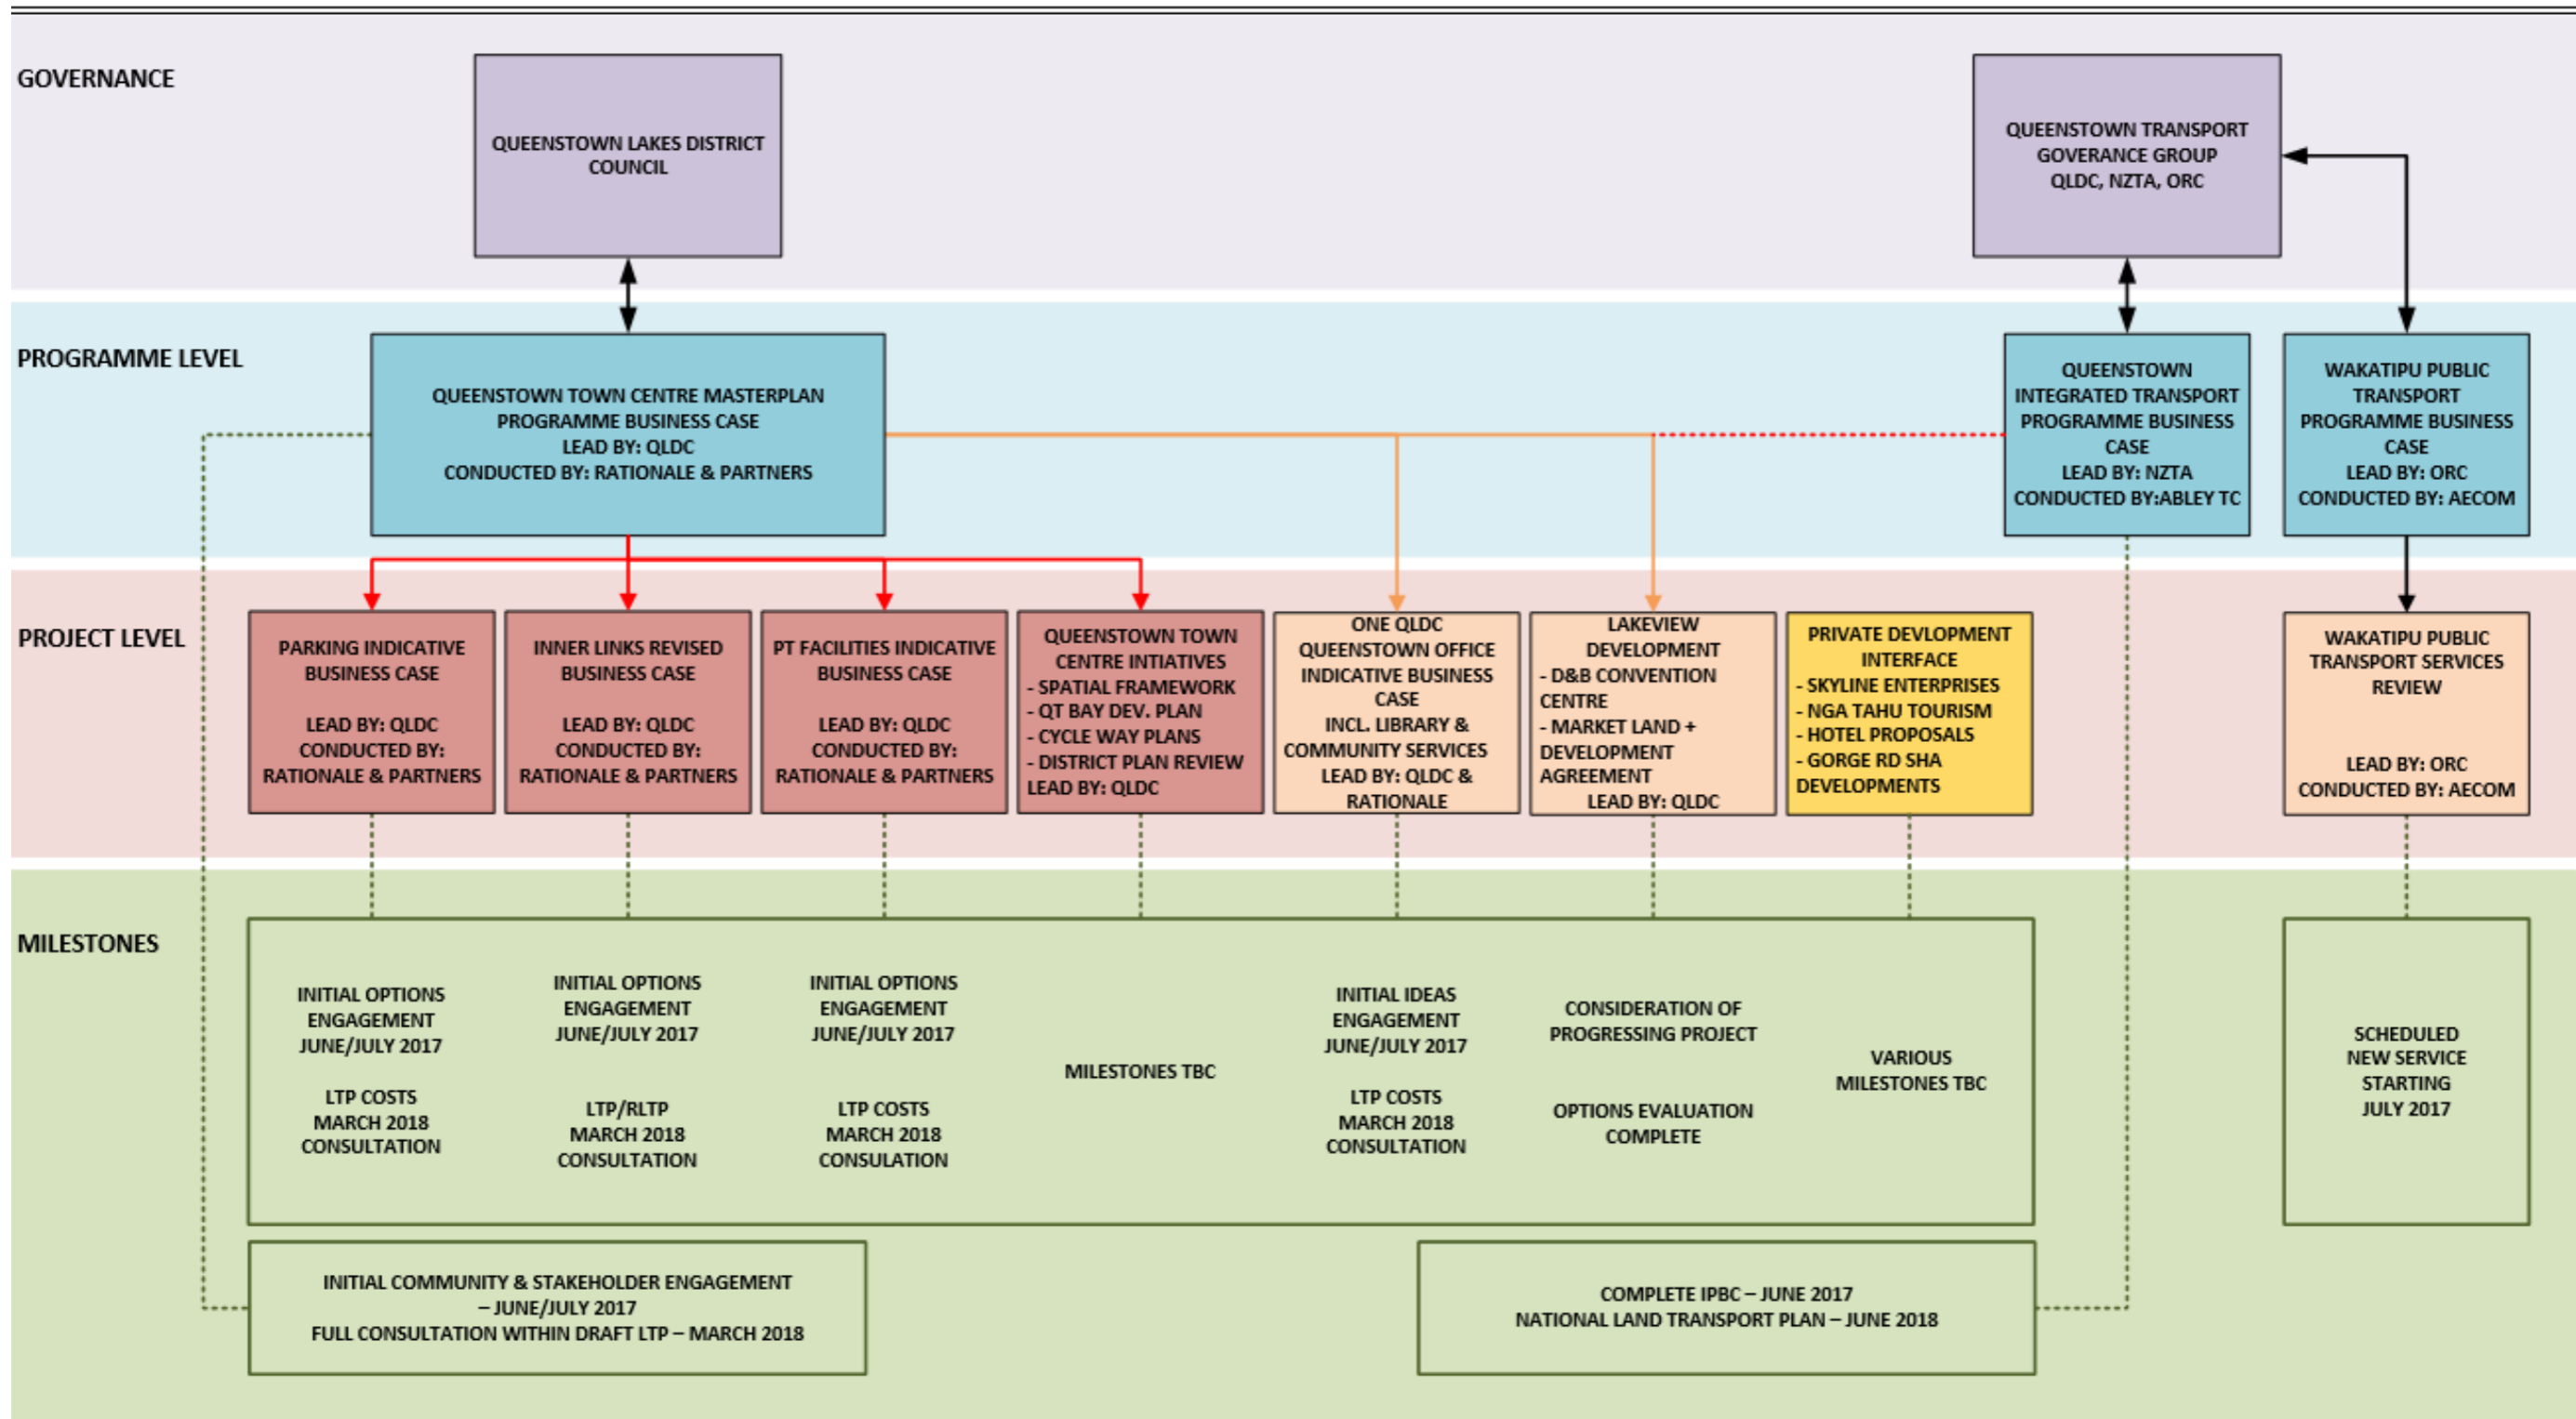 GOVERNANCE
QUEENSTOWN LAKES DISTRICT
COUNCIL
QUEENSTOWN TRANSPORT
GOVERANCE GROUP
QLDC, NZTA, ORC
PROGRAMME LEVEL
QUEENSTOWN TOWN CENTRE MASTERPLAN
PROGRAMME BUSINESS CASE
LEAD BY: QLDC
CONDUCTED BY: RATIONALE & PARTNERS
QUEENSTOWN
INTEGRATED TRANSPORT
PROGRAMME BUSINESS
CASE
LEAD BY: NZTA
CONDUCTED BY:ABLEY TC
WAKATIPU PUBLIC
TRANSPORT
PROGRAMME BUSINESS
CASE
LEAD BY: ORC
CONDUCTED BY: AECOM
PROJECT LEVEL
PARKING INDICATIVE
BUSINESS CASE
LEAD BY: QLDC
CONDUCTED BY:
RATIONALE & PARTNERS
INNER LINKS REVISED
BUSINESS CASE
LEAD BY: QLDC
CONDUCTED BY:
RATIONALE & PARTNERS
PT FACILITIES INDICATIVE
BUSINESS CASE
LEAD BY: QLDC
CONDUCTED BY:
RATIONALE & PARTNERS
QUEENSTOWN TOWN
CENTRE INTIATIVES
- SPATIAL FRAMEWORK
- QT BAY DEV. PLAN
- CYCLE WAY PLANS
- DISTRICT PLAN REVIEW
LEAD BY: QLDC
ONE QLDC
QUEENSTOWN OFFICE
INDICATIVE BUSINESS
CASE
INCL. LIBRARY &
COMMUNITY SERVICES
LEAD BY: QLDC &
RATIONALE
LAKEVIEW
DEVELOPMENT
- D&B CONVENTION
CENTRE
- MARKET LAND +
DEVELOPMENT
AGREEMENT
LEAD BY: QLDC
PRIVATE DEVLOPMENT
INTERFACE
- SKYLINE ENTERPRISES
- NGA TAHU TOURISM
- HOTEL PROPOSALS
- GORGE RD SHA
DEVELOPMENTS
WAKATIPU PUBLIC
TRANSPORT SERVICES
REVIEW
LEAD BY: ORC
CONDUCTED BY: AECOM
MILESTONES
INITIAL OPTIONS
ENGAGEMENT
JUNE/JULY 2017
LTP COSTS
MARCH 2018
CONSULTATION
INITIAL OPTIONS
ENGAGEMENT
JUNE/JULY 2017
LTP/RLTP
MARCH 2018
CONSULTATION
INITIAL OPTIONS
ENGAGEMENT
JUNE/JULY 2017
LTP COSTS
MARCH 2018
CONSULATION
MILESTONES TBC
INITIAL IDEAS
ENGAGEMENT
JUNE/JULY 2017
LTP COSTS
MARCH 2018
CONSULTATION
CONSIDERATION OF
PROGRESSING PROJECT
OPTIONS EVALUATION
COMPLETE
VARIOUS
MILESTONES TBC
SCHEDULED
NEW SERVICE
STARTING
JULY 2017
INITIAL COMMUNITY & STAKEHOLDER ENGAGEMENT
– JUNE/JULY 2017
FULL CONSULTATION WITHIN DRAFT LTP – MARCH 2018
COMPLETE IPBC – JUNE 2017
NATIONAL LAND TRANSPORT PLAN – JUNE 2018